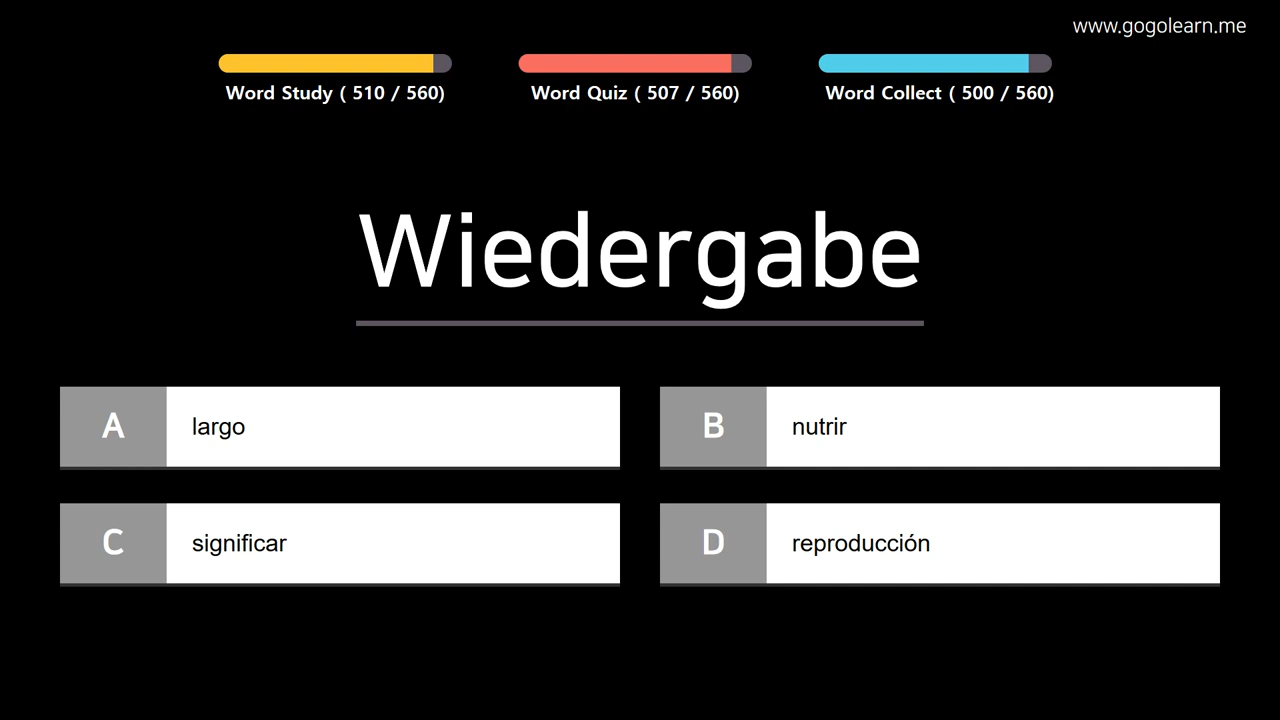 www.gogolearn.me
Word Study ( 510 / 560)
Word Quiz ( 507 / 560)
Word Collect ( 500 / 560)
Wiedergabe
A largo
B nutrir
C significar
D reproducción